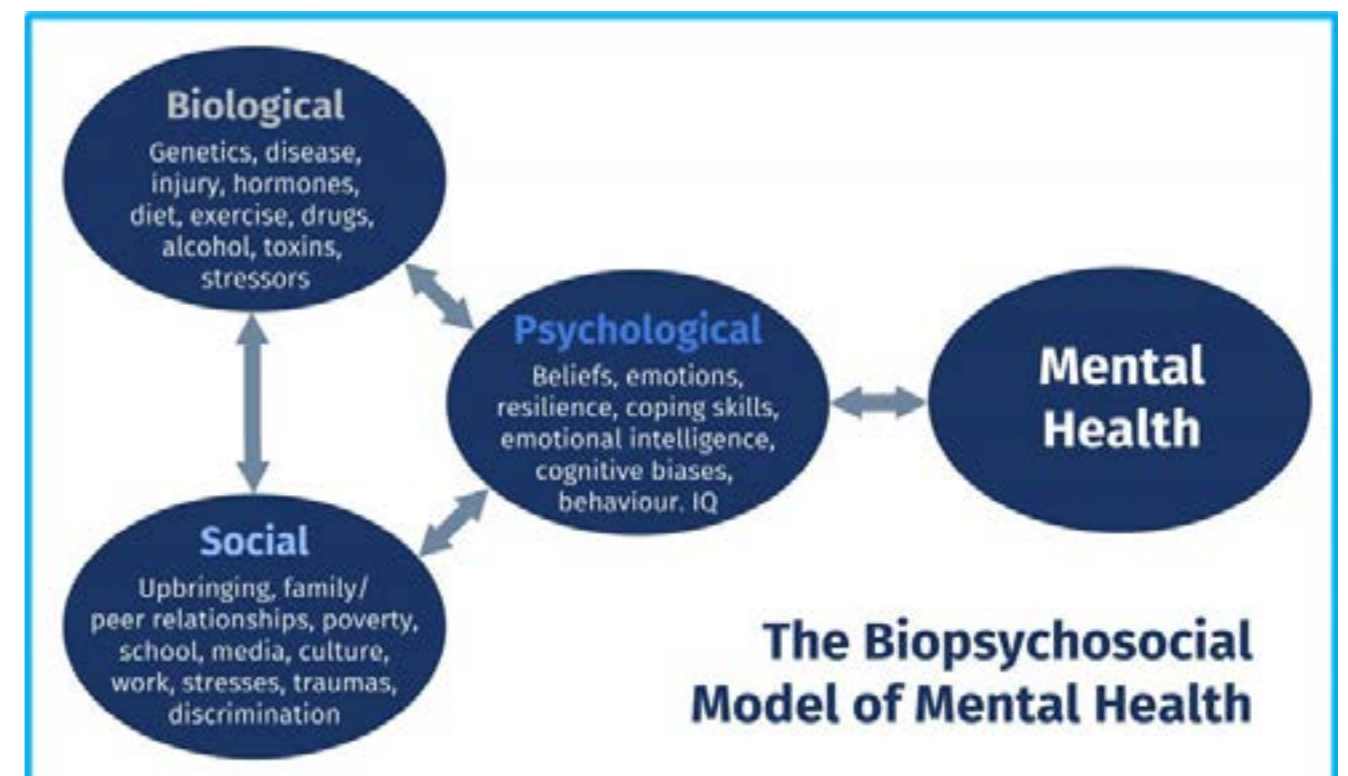 Biological
Genetics, disease,
injury, hormones,
diet, exercise, drugs,
alcohol, toxins,
stressors
Psychological
Beliefs, emotions,
resilience, coping skills,
emotional intelligence,
cognitive biases,
behaviour. IQ
Mental
Health
Social
Upbringing, family/
peer relationships, poverty,
school, media, culture,
work, stresses, traumas,
discrimination
The Biopsychosocial
Model of Mental Health